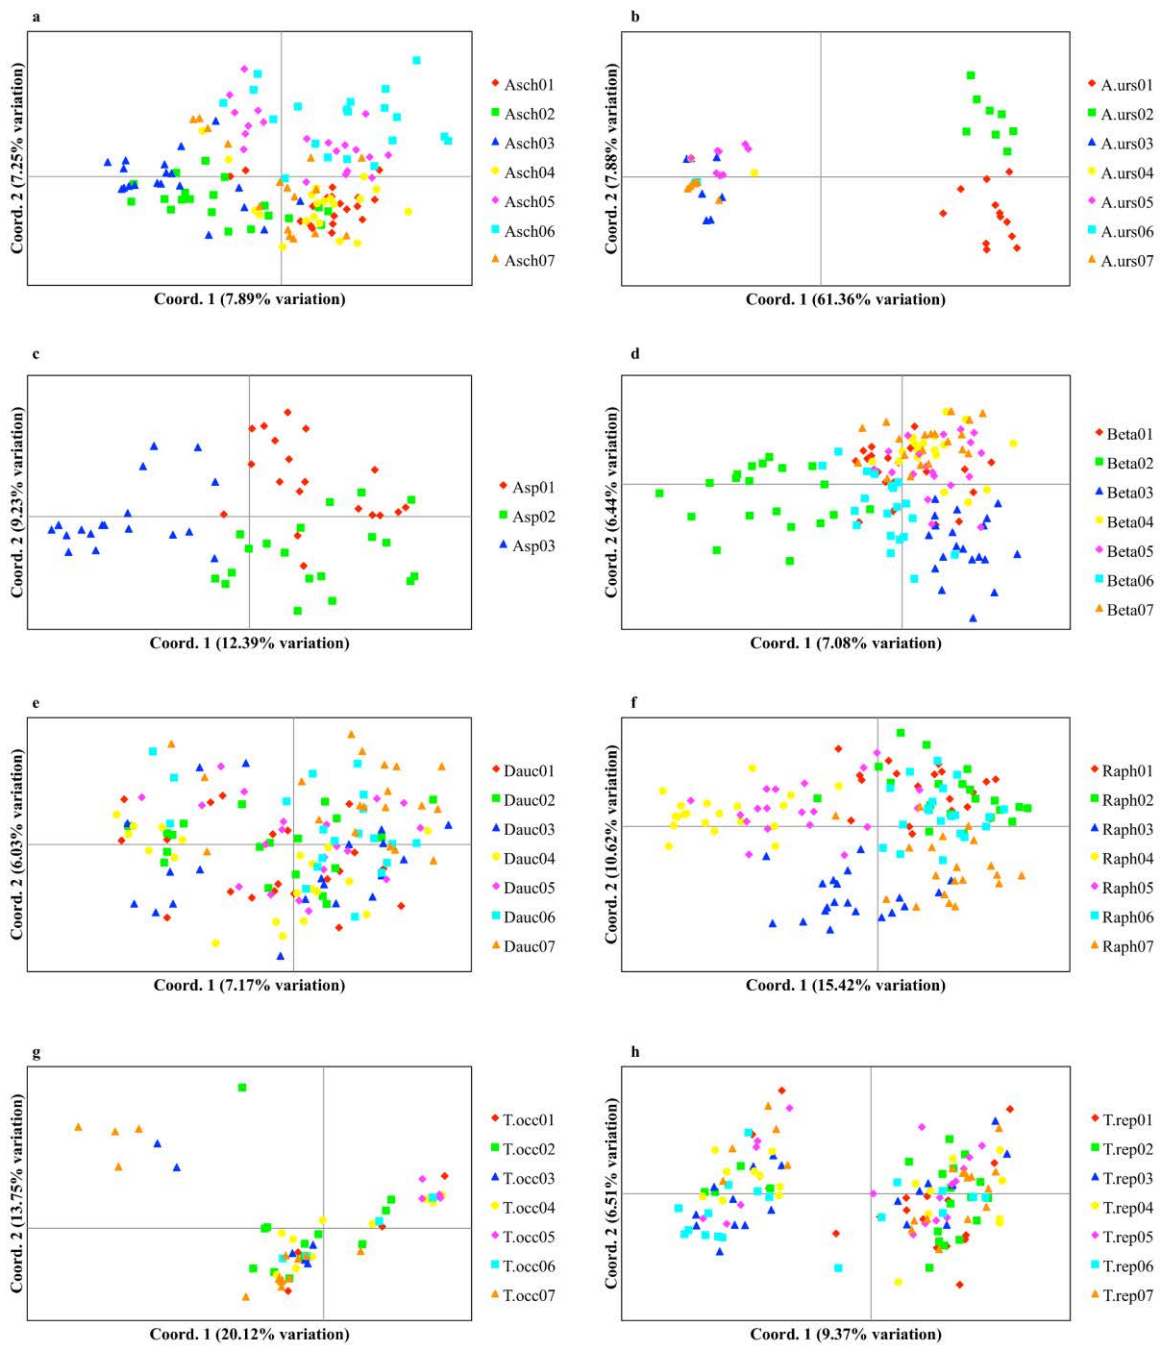 a
Coord. 2 (7.25% variation)
Asch01
Asch02
Asch03
Asch04
Asch05
Asch06
Asch07
Coord. 1 (7.89% variation)
b
Coord. 2 (7.88% variation)
A.urs01
A.urs02
A.urs03
A.urs04
A.urs05
A.urs06
A.urs07
Coord. 1 (61.36% variation)
c
Coord. 2 (9.23% variation)
Asp01
Asp02
Asp03
Coord. 1 (12.39% variation)
d
Coord. 2 (6.44% variation)
Beta01
Beta02
Beta03
Beta04
Beta05
Beta06
Beta07
Coord. 1 (7.08% variation)
e
Coord. 2 (6.03% variation)
Dauc01
Dauc02
Dauc03
Dauc04
Dauc05
Dauc06
Dauc07
Coord. 1 (7.17% variation)
f
Coord. 2 (10.62% variation)
Raph01
Raph02
Raph03
Raph04
Raph05
Raph06
Raph07
Coord. 1 (15.42% variation)
g
Coord. 2 (13.75% variation)
T.occ01
T.occ02
T.occ03
T.occ04
T.occ05
T.occ06
T.occ07
Coord. 1 (20.12% variation)
h
Coord. 2 (6.51% variation)
T.rep01
T.rep02
T.rep03
T.rep04
T.rep05
T.rep06
T.rep07
Coord. 1 (9.37% variation)